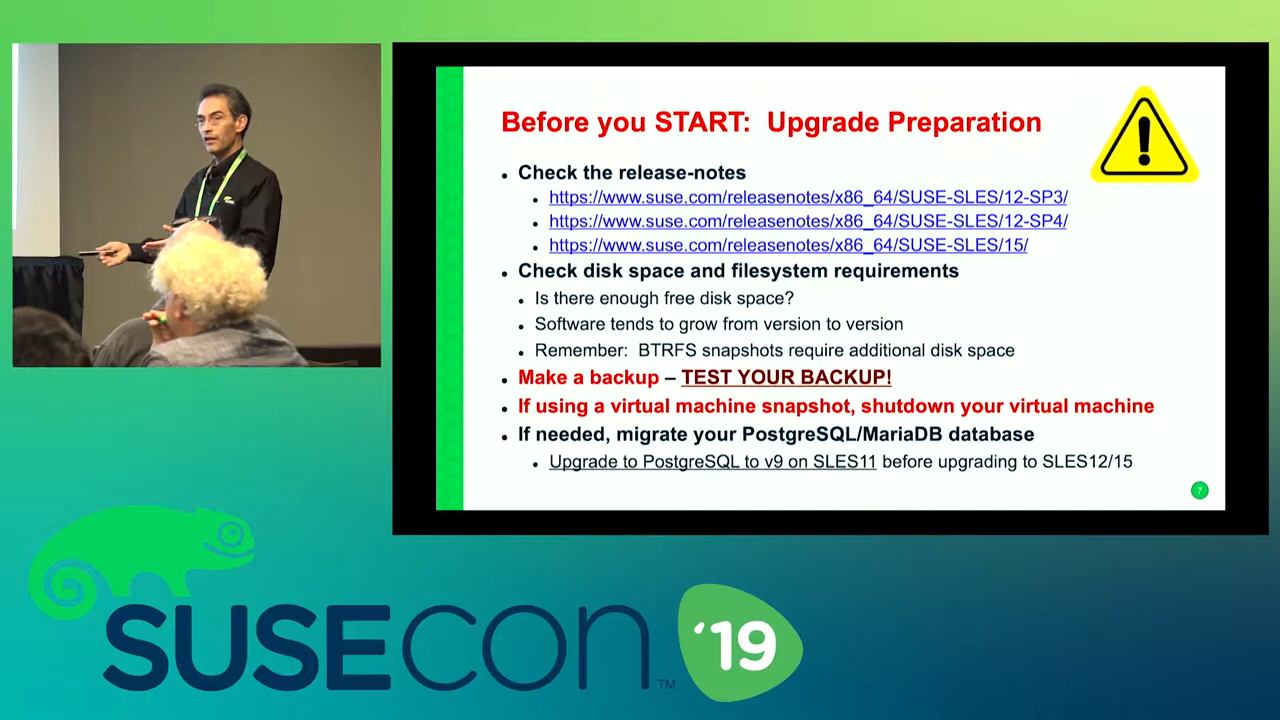 Before you START:  Upgrade Preparation
• Check the release-notes
• https://www.suse.com/releasenotes/x86_64/SUSE-SLES/12-SP3/
• https://www.suse.com/releasenotes/x86_64/SUSE-SLES/12-SP4/
• https://www.suse.com/releasenotes/x86_64/SUSE-SLES/15/
• Check disk space and filesystem requirements
• Is there enough free disk space?
• Software tends to grow from version to version
• Remember:  BTRFS snapshots require additional disk space
• Make a backup – TEST YOUR BACKUP!
• If using a virtual machine snapshot, shutdown your virtual machine
• If needed, migrate your PostgreSQL/MariaDB database
• Upgrade to PostgreSQL to v9 on SLES11 before upgrading to SLES12/15
7
SUSECON™ '19